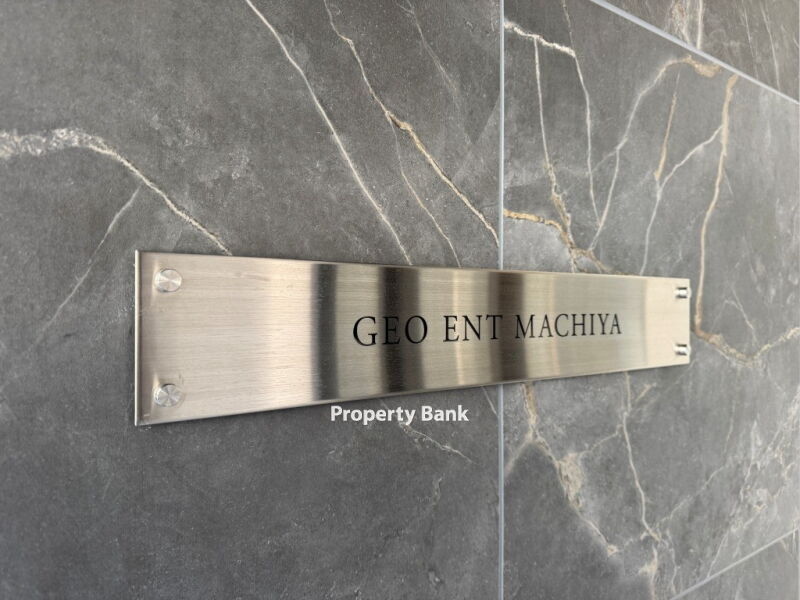 GEO ENT MACHIYA
Property Bank